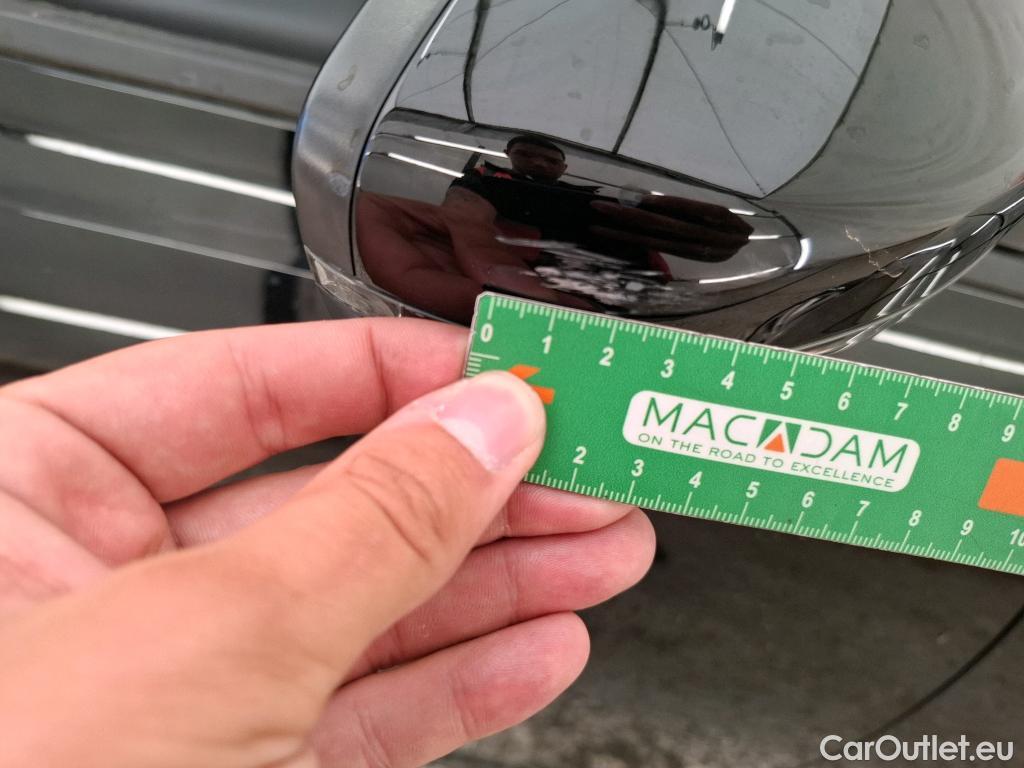 0 1 2 3 4 5 6 7 8 9
MACADAM
ON THE ROAD TO EXCELLENCE
2 3 4 5 6 7 8 9 10
CarOutlet.eu